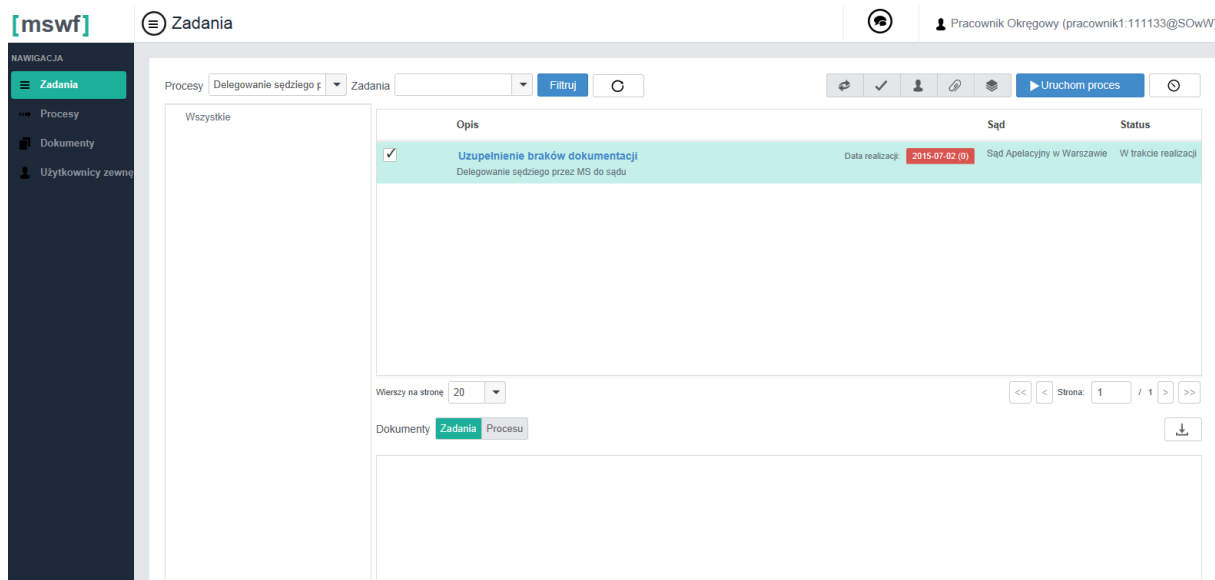 [mswf]
Zadania
Pracownik Okręgowy (pracownik1:111133@SOwW)
NAWIGACJA
Zadania
Procesy
Dokumenty
Użytkownicy zewnę
Procesy Delegowanie sędziego p Zadania Filtruj Uruchom proces
Wszystkie
Opis Sąd Status
Uzupełnienie braków dokumentacji Data realizacji: 2015-07-02 (0) Sąd Apelacyjny w Warszawie W trakcie realizacji
Delegowanie sędziego przez MS do sądu
Wierszy na stronę 20 << < Strona: 1 / 1 > >>
Dokumenty Zadania Procesu